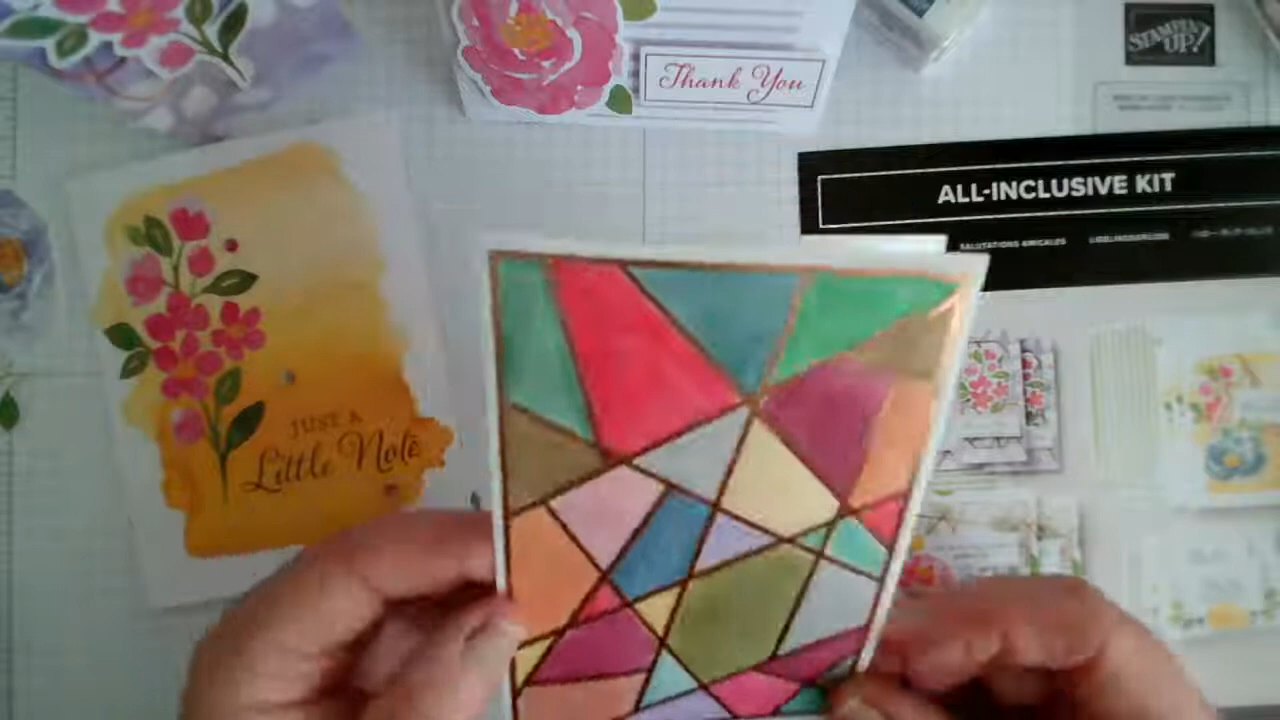 Thank You
STAMPIN' UP!
ALL-INCLUSIVE KIT
SALUTATIONS AMICALES
JUST A
Little Note